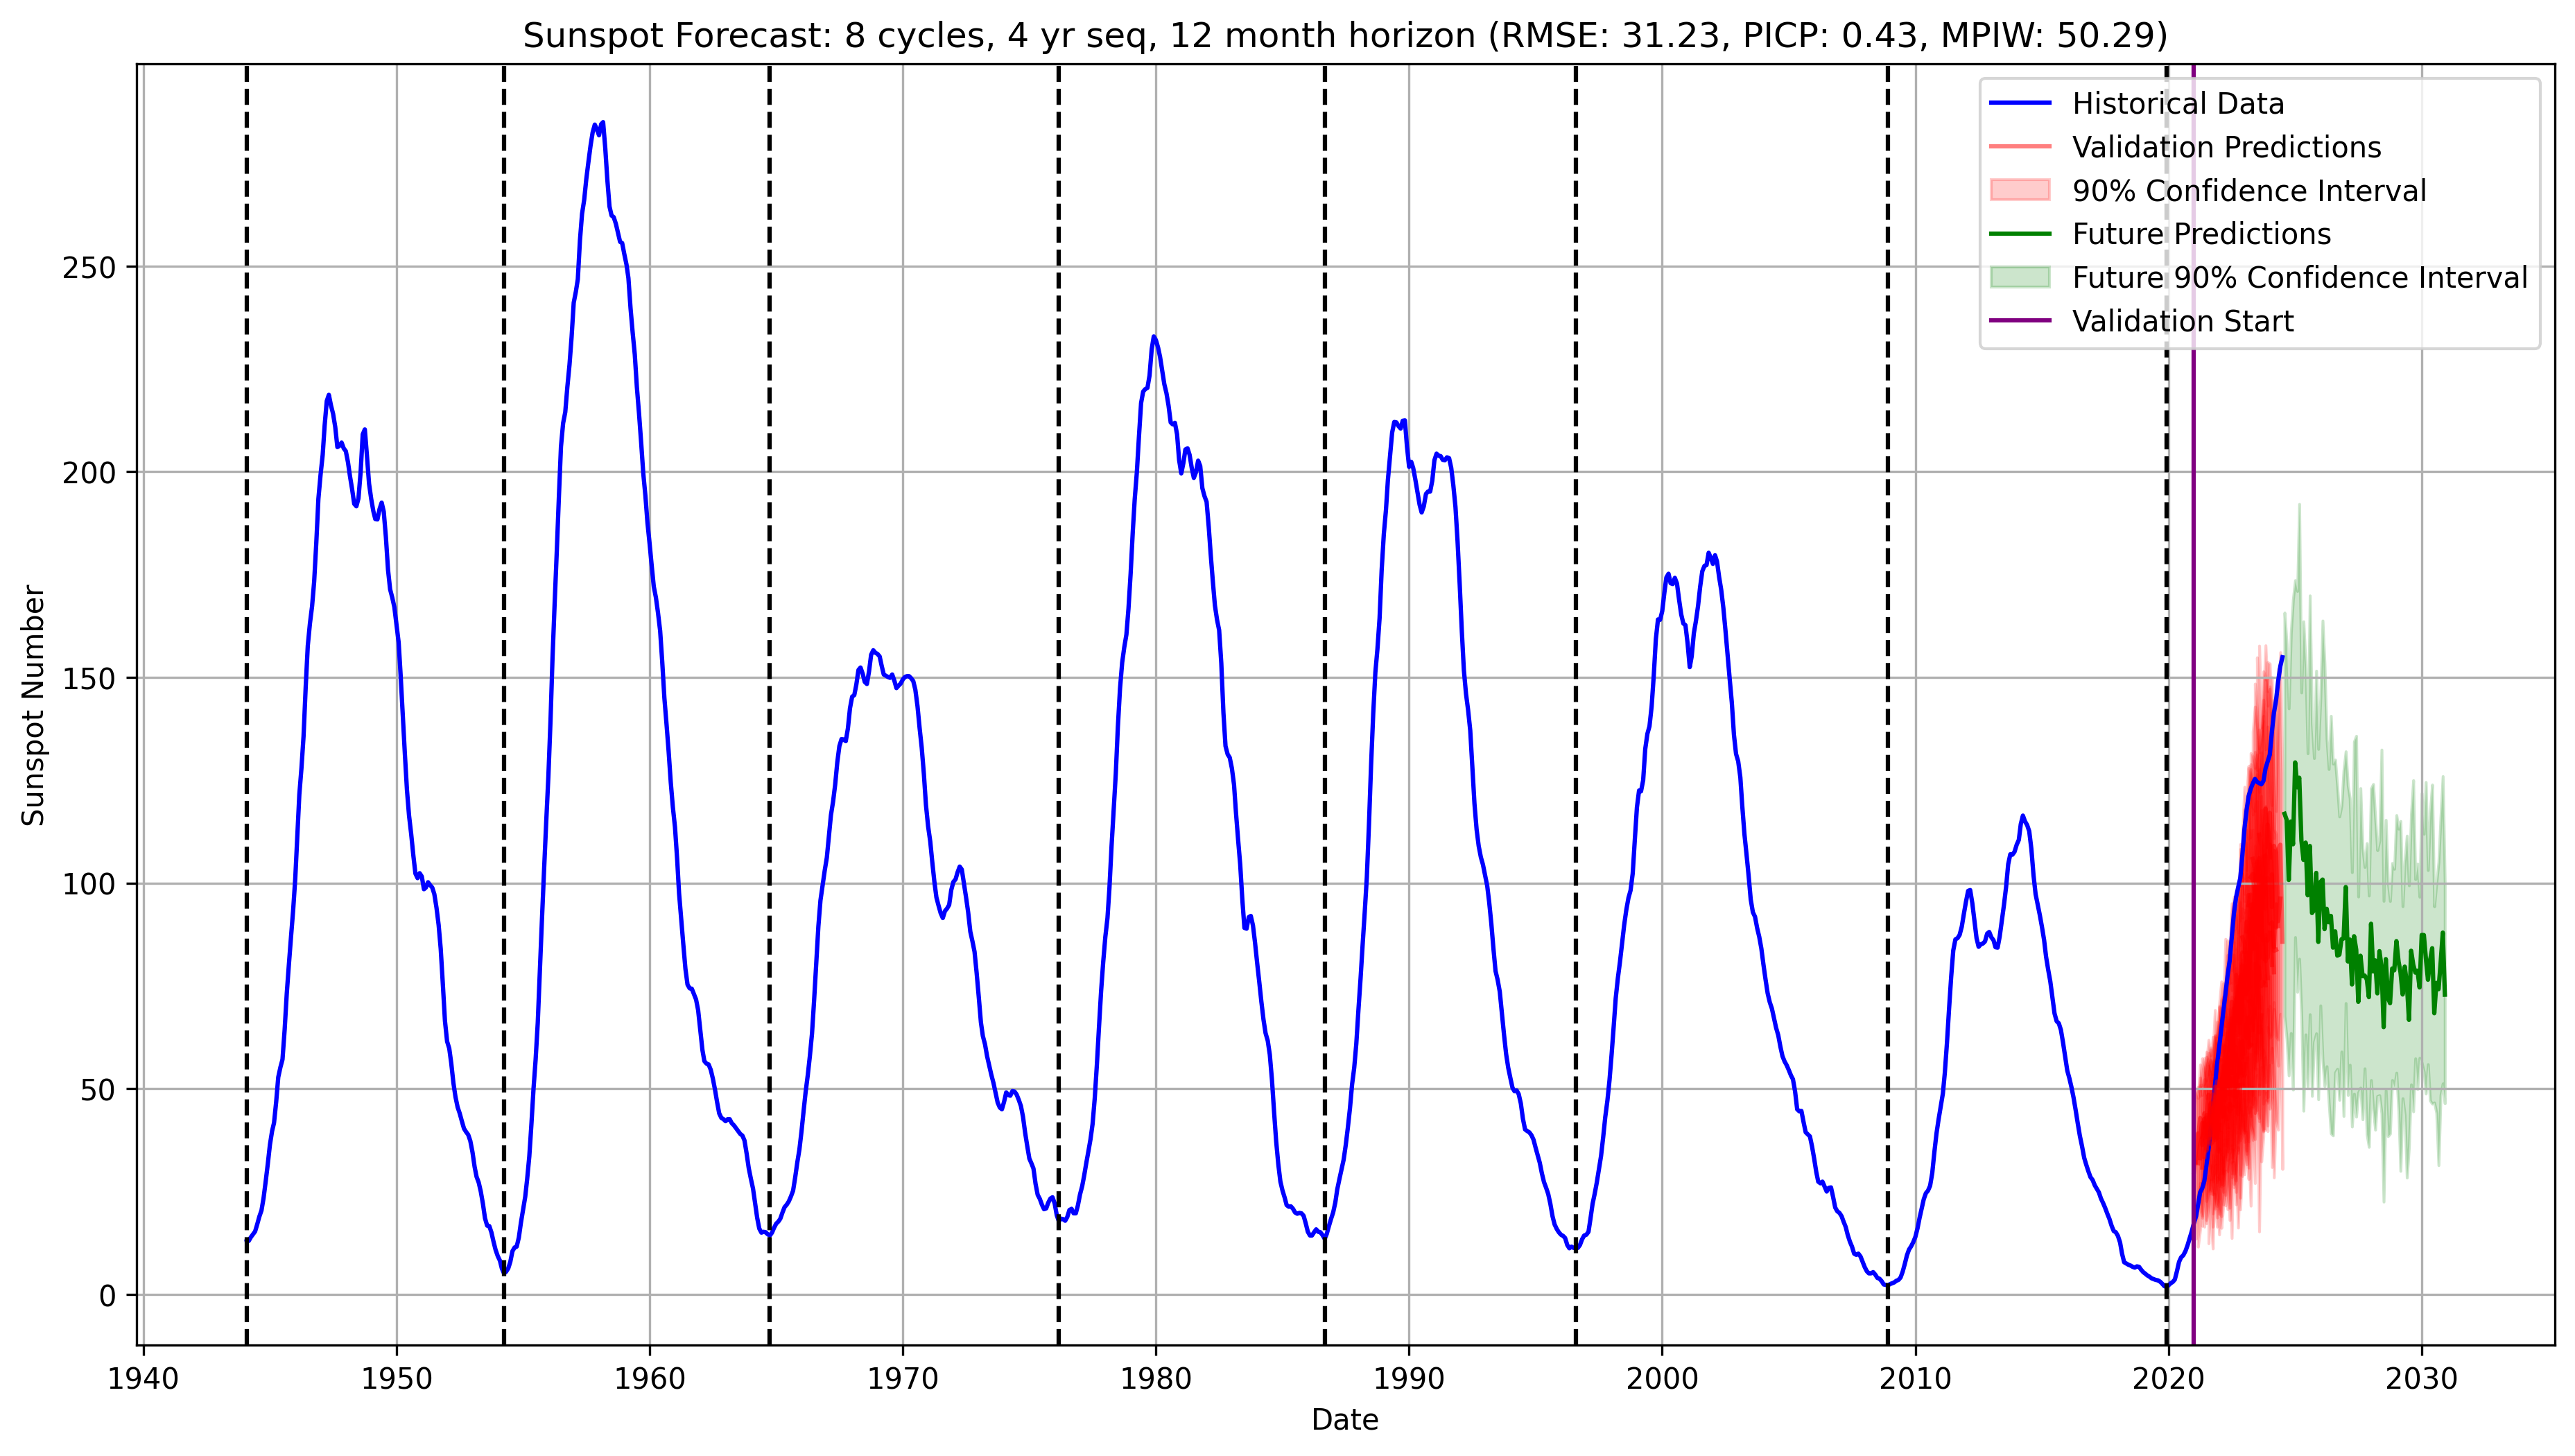 Sunspot Forecast: 8 cycles, 4 yr seq, 12 month horizon (RMSE: 31.23, PICP: 0.43, MPIW: 50.29)
Historical Data
Validation Predictions
90% Confidence Interval
Future Predictions
Future 90% Confidence Interval
Validation Start
Sunspot Number
250
200
150
100
50
0
1940
1950
1960
1970
1980
1990
2000
2010
2020
2030
Date